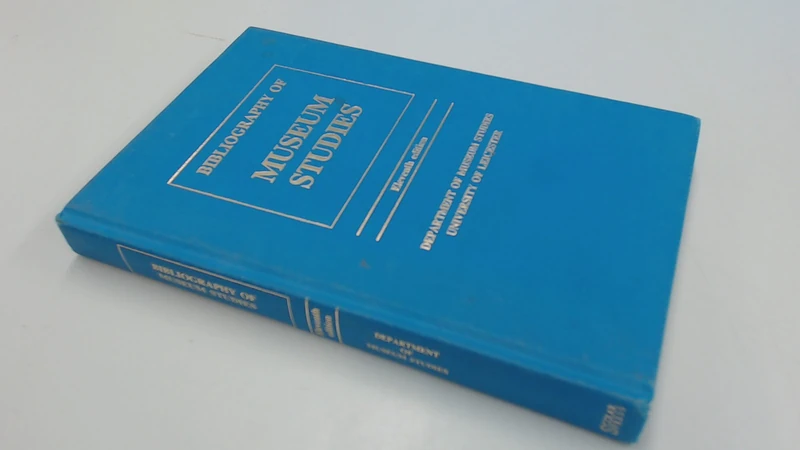 BIBLIOGRAPHY OF
MUSEUM
STUDIES
Eleventh edition
DEPARTMENT OF MUSEUM STUDIES
UNIVERSITY OF LEICESTER
BIBLIOGRAPHY OF
MUSEUM STUDIES
Eleventh
edition
DEPARTMENT
OF
MUSEUM STUDIES